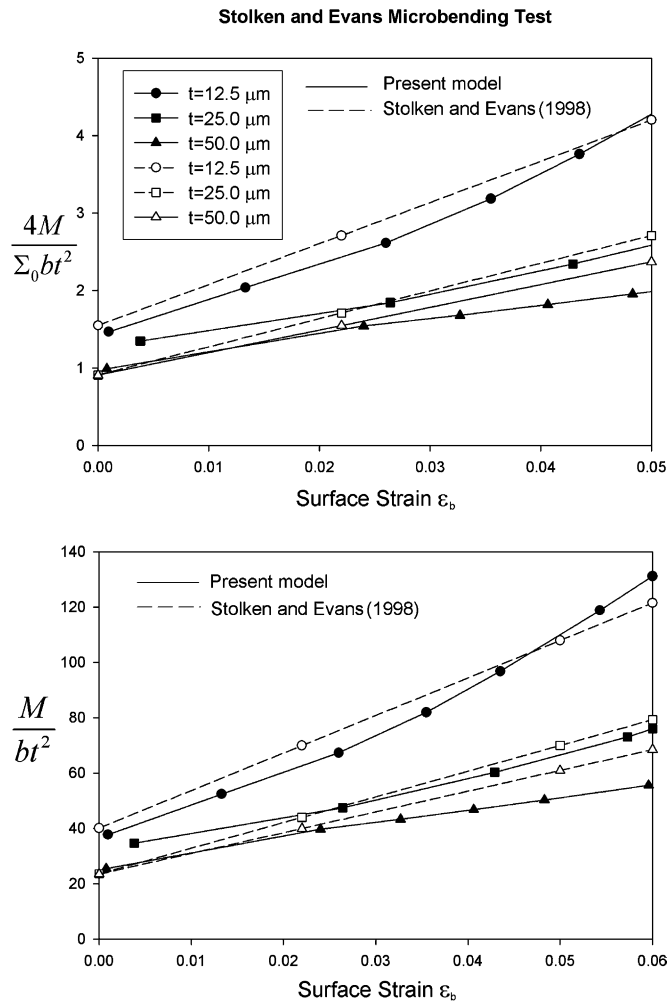 Stolken and Evans Microbending Test
5
4
3
2
1
0
4M
Σ₀bt²
t=12.5 μm
t=25.0 μm
t=50.0 μm
t=12.5 μm
t=25.0 μm
t=50.0 μm
Present model
Stolken and Evans (1998)
0.00 0.01 0.02 0.03 0.04 0.05
Surface Strain ε_b
140
120
100
80
60
40
20
0
M
bt²
Present model
Stolken and Evans (1998)
0.00 0.01 0.02 0.03 0.04 0.05 0.06
Surface Strain ε_b